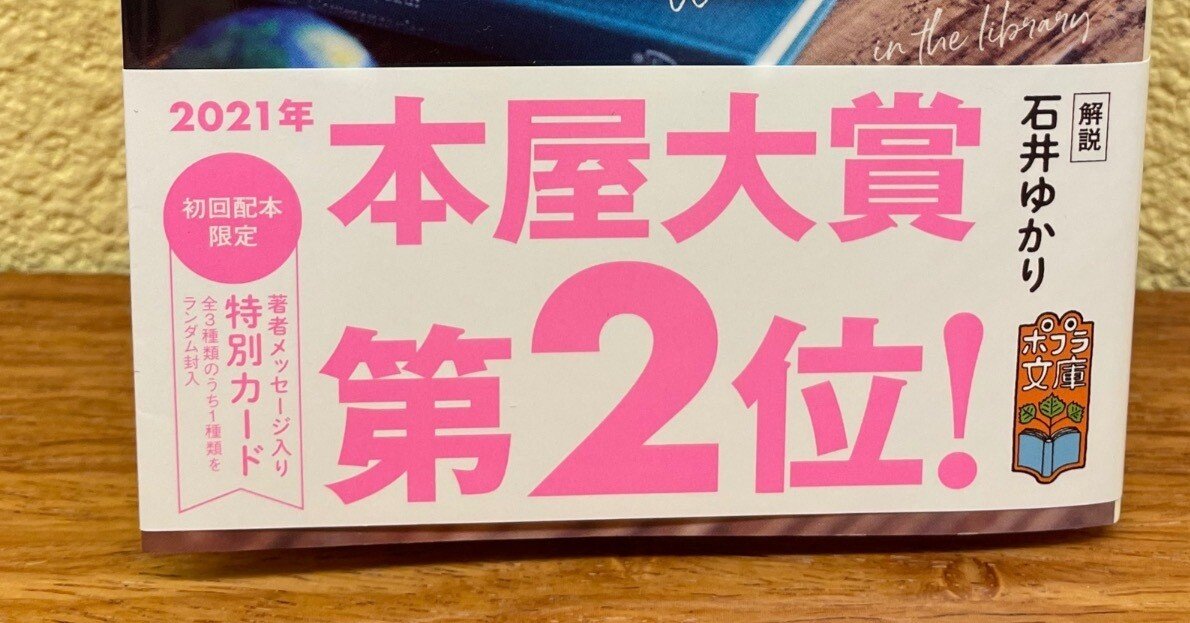 in the library
2021年
本屋大賞
第2位!
初回配本
限定
著者メッセージ入り
特別カード
全3種類のうち1種類を
ランダム封入
解説
石井ゆかり
ポプラ
文庫